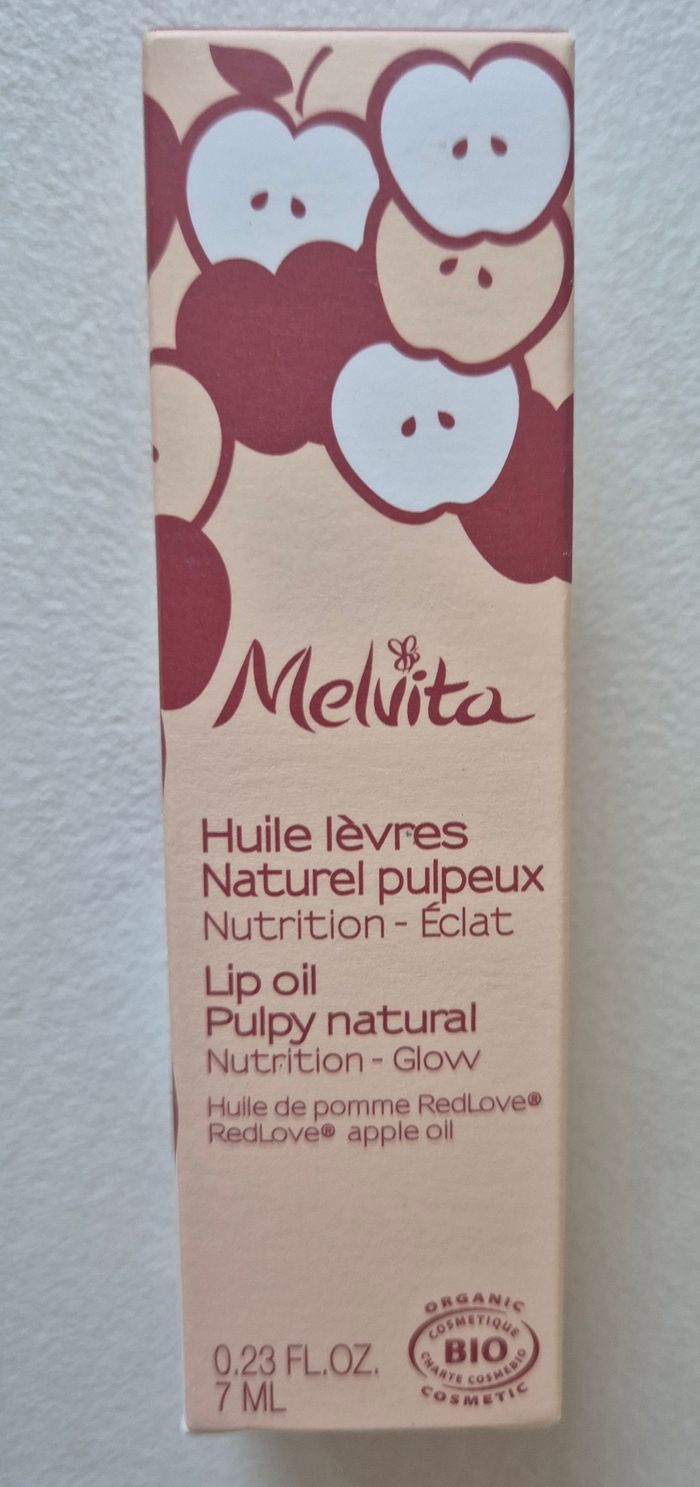 Melvita
Huile lèvres
Naturel pulpeux
Nutrition - Éclat
Lip oil
Pulpy natural
Nutrition - Glow
Huile de pomme RedLove®
RedLove® apple oil
0.23 FL.OZ.
7 ML
ORGANIC
COSMETIQUE
BIO
CHARTE COSMEBIO
COSMETIC